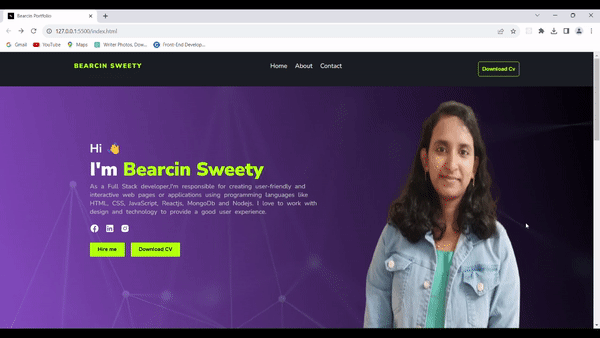 Bearcin Portfolio
127.0.0.1:5500/index.html
Gmail YouTube Maps Writer Photos, Dow... Front-End Develop...
BEARCIN SWEETY
Home About Contact
Download Cv
Hi 👋
I'm Bearcin Sweety
As a Full Stack developer,I'm responsible for creating user-friendly and
interactive web pages or applications using programming languages like
HTML, CSS, JavaScript, Reactjs, MongoDb and Nodejs. I love to work with
design and technology to provide a good user experience.
Hire me Download CV